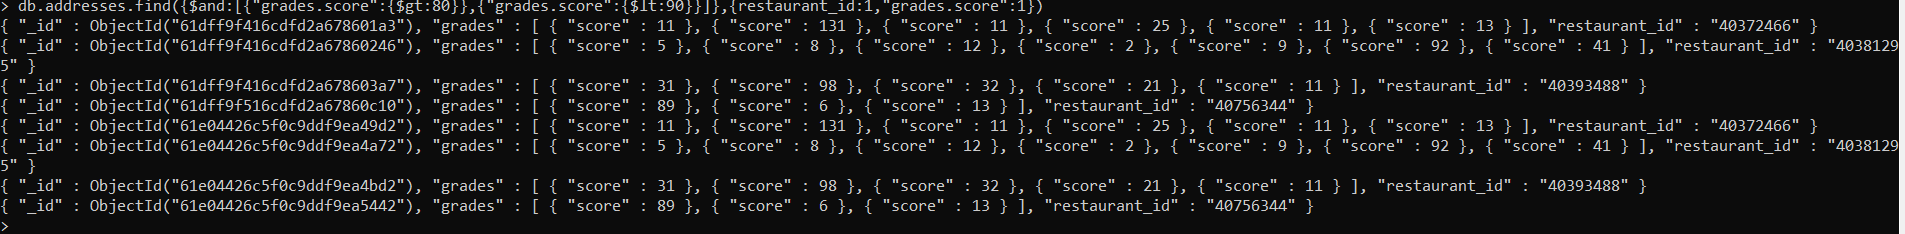 > db.addresses.find({$and:[{"grades.score":{$gt:80}},{"grades.score":{$lt:90}}]},{restaurant_id:1,"grades.score":1})
{ "_id" : ObjectId("61dff9f416cdfd2a678601a3"), "grades" : [ { "score" : 11 }, { "score" : 131 }, { "score" : 11 }, { "score" : 25 }, { "score" : 11 }, { "score" : 13 } ], "restaurant_id" : "40372466" }
{ "_id" : ObjectId("61dff9f416cdfd2a67860246"), "grades" : [ { "score" : 5 }, { "score" : 8 }, { "score" : 12 }, { "score" : 2 }, { "score" : 9 }, { "score" : 92 }, { "score" : 41 } ], "restaurant_id" : "4038129
5" }
{ "_id" : ObjectId("61dff9f416cdfd2a678603a7"), "grades" : [ { "score" : 31 }, { "score" : 98 }, { "score" : 32 }, { "score" : 21 }, { "score" : 11 } ], "restaurant_id" : "40393488" }
{ "_id" : ObjectId("61dff9f516cdfd2a67860c10"), "grades" : [ { "score" : 89 }, { "score" : 6 }, { "score" : 13 } ], "restaurant_id" : "40756344" }
{ "_id" : ObjectId("61e04426c5f0c9ddf9ea49d2"), "grades" : [ { "score" : 11 }, { "score" : 131 }, { "score" : 11 }, { "score" : 25 }, { "score" : 11 }, { "score" : 13 } ], "restaurant_id" : "40372466" }
{ "_id" : ObjectId("61e04426c5f0c9ddf9ea4a72"), "grades" : [ { "score" : 5 }, { "score" : 8 }, { "score" : 12 }, { "score" : 2 }, { "score" : 9 }, { "score" : 92 }, { "score" : 41 } ], "restaurant_id" : "4038129
5" }
{ "_id" : ObjectId("61e04426c5f0c9ddf9ea4bd2"), "grades" : [ { "score" : 31 }, { "score" : 98 }, { "score" : 32 }, { "score" : 21 }, { "score" : 11 } ], "restaurant_id" : "40393488" }
{ "_id" : ObjectId("61e04426c5f0c9ddf9ea5442"), "grades" : [ { "score" : 89 }, { "score" : 6 }, { "score" : 13 } ], "restaurant_id" : "40756344" }
>